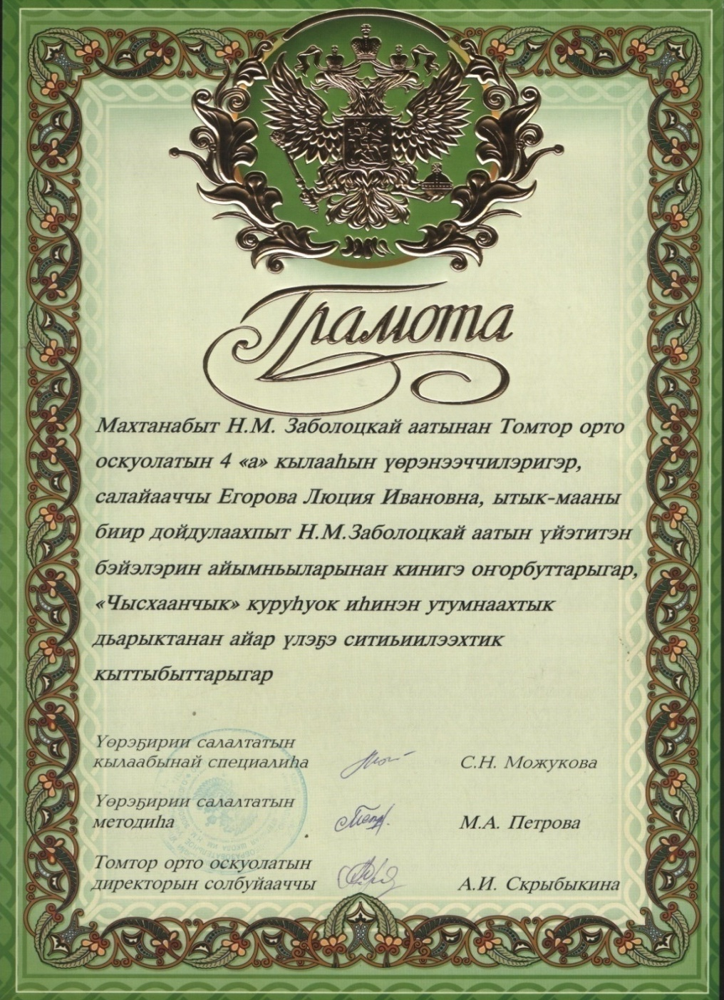 Грамота
Махтанабыт Н.М. Заболоцкай аатынан Томтор орто
оскуолатын 4 «а» кылааһын үөрэнээччилэригэр,
салайааччы Егорова Люция Ивановна, ытык-мааны
биир дойдулаахпыт Н.М.Заболоцкай аатын үйэтитэн
бэйэлэрин айымньыларынан кинигэ оҥорбуттарыгар,
«Чысхаанчык» куруһуок иһинэн утумнаахтык
дьарыктанан айар үлэҕэ ситиьиилээхтик
кыттыбыттарыгар
Үөрэҕирии салалтатын
кылаабынай специалиһа
С.Н. Можукова
Үөрэҕирии салалтатын
методиһа
М.А. Петрова
Томтор орто оскуолатын
директорын солбуйааччы
А.И. Скрыбыкина